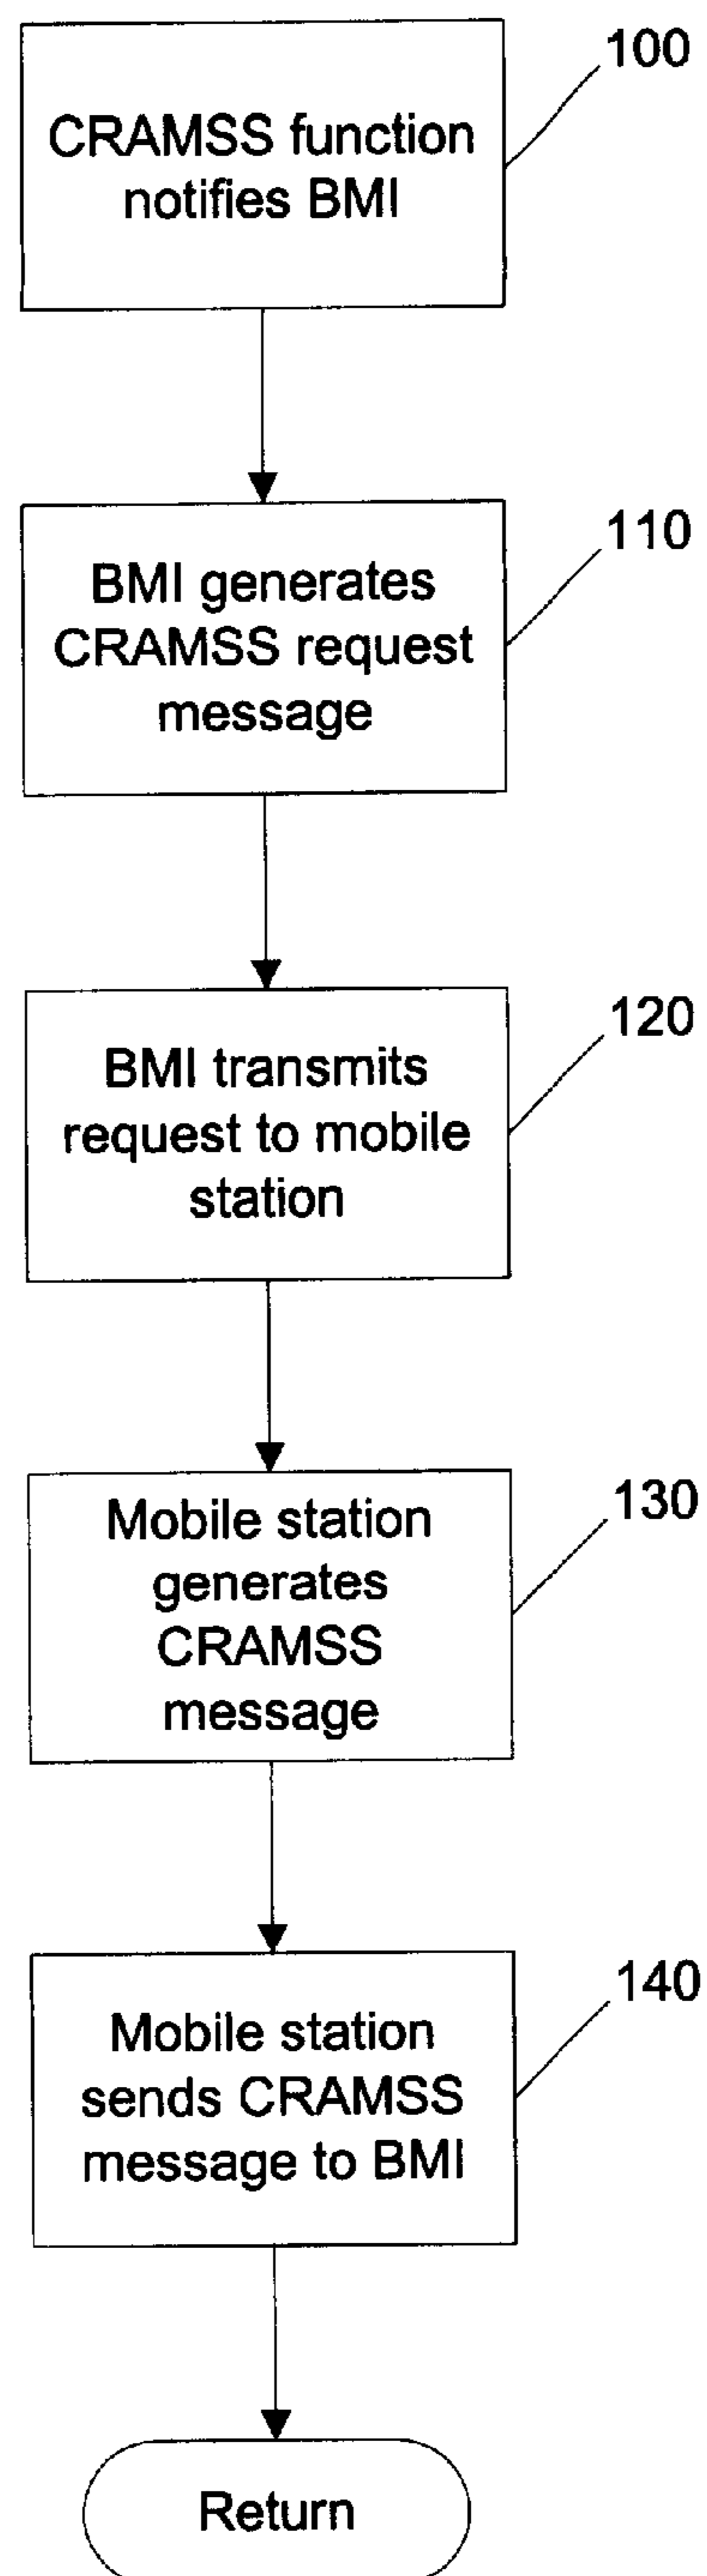 100
CRAMSS function
notifies BMI
110
BMI generates
CRAMSS request
message
120
BMI transmits
request to mobile
station
130
Mobile station
generates
CRAMSS
message
140
Mobile station
sends CRAMSS
message to BMI
Return